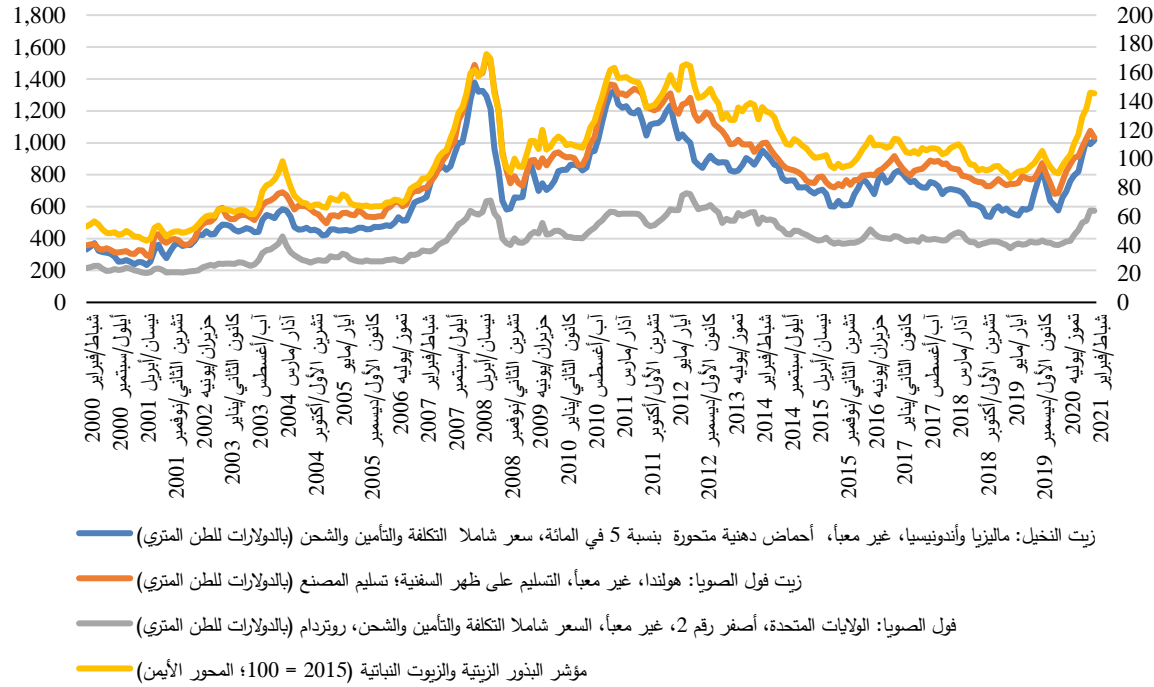 1,800
1,600
1,400
1,200
1,000
800
600
400
200
0
200
180
160
140
120
100
80
60
40
20
0
شباط/فبراير 2000
أيلول/سبتمبر 2000
نيسان/أبريل 2001
تشرين الثاني/نوفمبر 2001
حزيران/يونيه 2002
كانون الثاني/يناير 2003
آب/أغسطس 2003
آذار/مارس 2004
تشرين الأول/أكتوبر 2004
أيار/مايو 2005
كانون الأول/ديسمبر 2005
تموز/يوليه 2006
شباط/فبراير 2007
أيلول/سبتمبر 2007
نيسان/أبريل 2008
تشرين الثاني/نوفمبر 2008
حزيران/يونيه 2009
كانون الثاني/يناير 2010
آب/أغسطس 2010
آذار/مارس 2011
تشرين الأول/أكتوبر 2011
أيار/مايو 2012
كانون الأول/ديسمبر 2012
تموز/يوليه 2013
شباط/فبراير 2014
أيلول/سبتمبر 2014
نيسان/أبريل 2015
تشرين الثاني/نوفمبر 2015
حزيران/يونيه 2016
كانون الثاني/يناير 2017
آب/أغسطس 2017
آذار/مارس 2018
تشرين الأول/أكتوبر 2018
أيار/مايو 2019
كانون الأول/ديسمبر 2019
تموز/يوليه 2020
شباط/فبراير 2021
زيت النخيل: ماليزيا وأندونيسيا، غير معبأ، أحماض دهنية متحورة بنسبة 5 في المائة، سعر شاملا التكلفة والتأمين والشحن (بالدولارات للطن المتري)
زيت فول الصويا: هولندا، غير معبأ، التسليم على ظهر السفنية؛ تسليم المصنع (بالدولارات للطن المتري)
فول الصويا: الولايات المتحدة، أصفر رقم 2، غير معبأ، السعر شاملا التكلفة والتأمين والشحن، روتردام (بالدولارات للطن المتري)
مؤشر البذور الزيتية والزيوت النباتية (2015 = 100؛ المحور الأيمن)